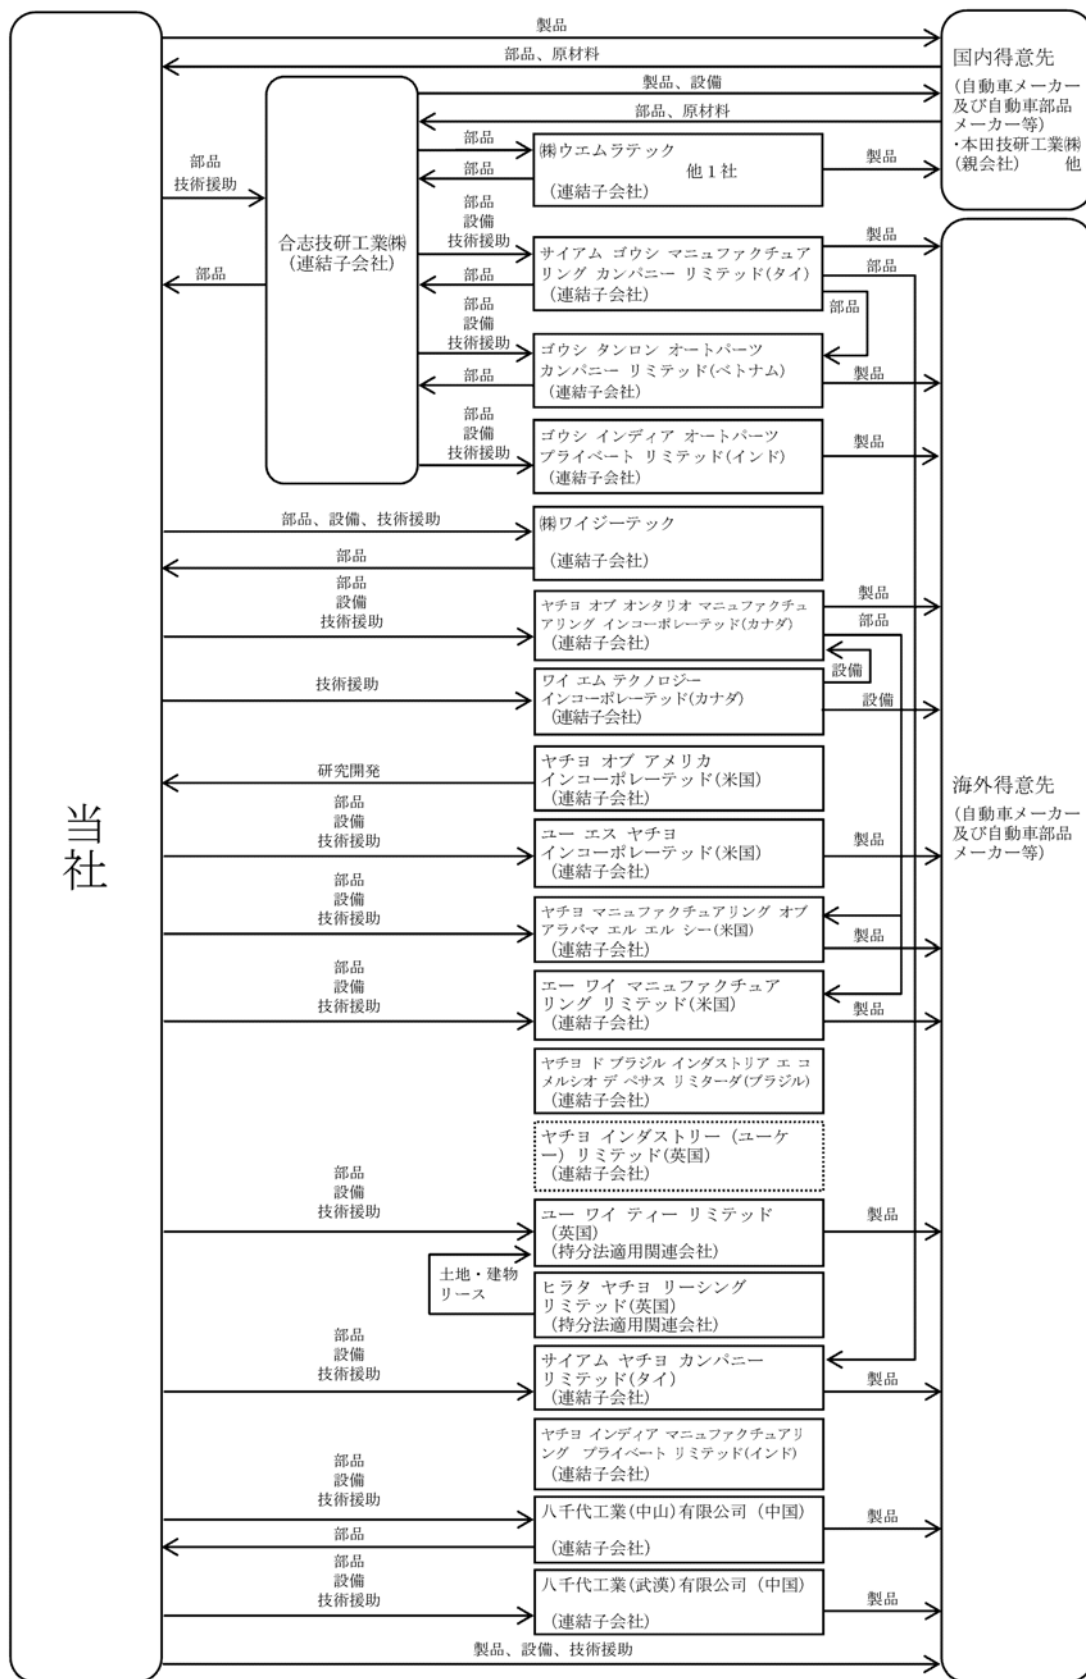 製品
部品、原材料
国内得意先
(自動車メーカー
及び自動車部品
メーカー等)
・本田技研工業㈱
(親会社)　他
製品、設備
部品、原材料
部品
㈱ウエムラテック
他１社
(連結子会社)
部品
製品
部品
技術援助
合志技研工業㈱
(連結子会社)
部品
部品
設備
技術援助
サイアム ゴウシ マニュファクチュア
リング カンパニー リミテッド(タイ)
(連結子会社)
部品
製品
部品
部品
部品
設備
技術援助
ゴウシ タンロン オートパーツ
カンパニー リミテッド(ベトナム)
(連結子会社)
部品
製品
部品
設備
技術援助
ゴウシ インディア オートパーツ
プライベート リミテッド(インド)
(連結子会社)
製品
部品、設備、技術援助
㈱ワイジーテック
(連結子会社)
部品
部品
設備
技術援助
ヤチヨ オブ オンタリオ マニュファクチュ
アリング インコーポレーテッド(カナダ)
(連結子会社)
製品
部品
技術援助
ワイ エム テクノロジー
インコーポレーテッド(カナダ)
(連結子会社)
設備
設備
当社
研究開発
ヤチヨ オブ アメリカ
インコーポレーテッド(米国)
(連結子会社)
海外得意先
(自動車メーカー
及び自動車部品
メーカー等)
部品
設備
技術援助
ユー エス ヤチヨ
インコーポレーテッド(米国)
(連結子会社)
製品
部品
設備
技術援助
ヤチヨ マニュファクチュアリング オブ
アラバマ エル エル シー(米国)
(連結子会社)
製品
部品
設備
技術援助
エー ワイ マニュファクチュア
リング リミテッド(米国)
(連結子会社)
製品
ヤチヨ ド ブラジル インダストリア エ コ
メルシオ デ ペサス リミターダ(ブラジル)
(連結子会社)
ヤチヨ インダストリー (ユーケ
ー) リミテッド(英国)
(連結子会社)
部品
設備
技術援助
ユー ワイ ティー リミテッド
(英国)
(持分法適用関連会社)
製品
土地・建物
リース
ヒラタ ヤチヨ リーシング
リミテッド(英国)
(持分法適用関連会社)
部品
設備
技術援助
サイアム ヤチヨ カンパニー
リミテッド(タイ)
(連結子会社)
製品
ヤチヨ インディア マニュファクチュアリ
ング　プライベート リミテッド(インド)
(連結子会社)
部品
設備
技術援助
八千代工業(中山)有限公司 (中国)
(連結子会社)
製品
部品
部品
設備
技術援助
八千代工業(武漢)有限公司 (中国)
(連結子会社)
製品
製品、設備、技術援助